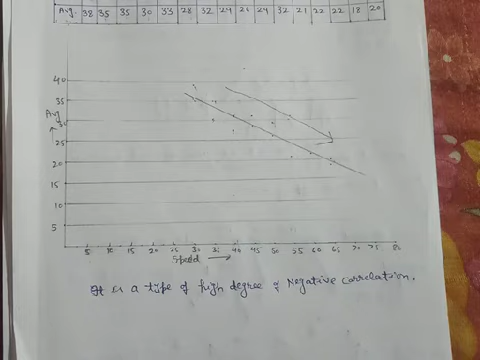 Avg. 38 35 35 30 33 28 32 24 21 24 32 21 22 22 18 20
40
35
Avg
30
25
20
15
10
5
5 10 15 20 25 30 35 40 45 50 55 60 65 70 75 80
Speed
It is a type of high degree of Negative correlation.